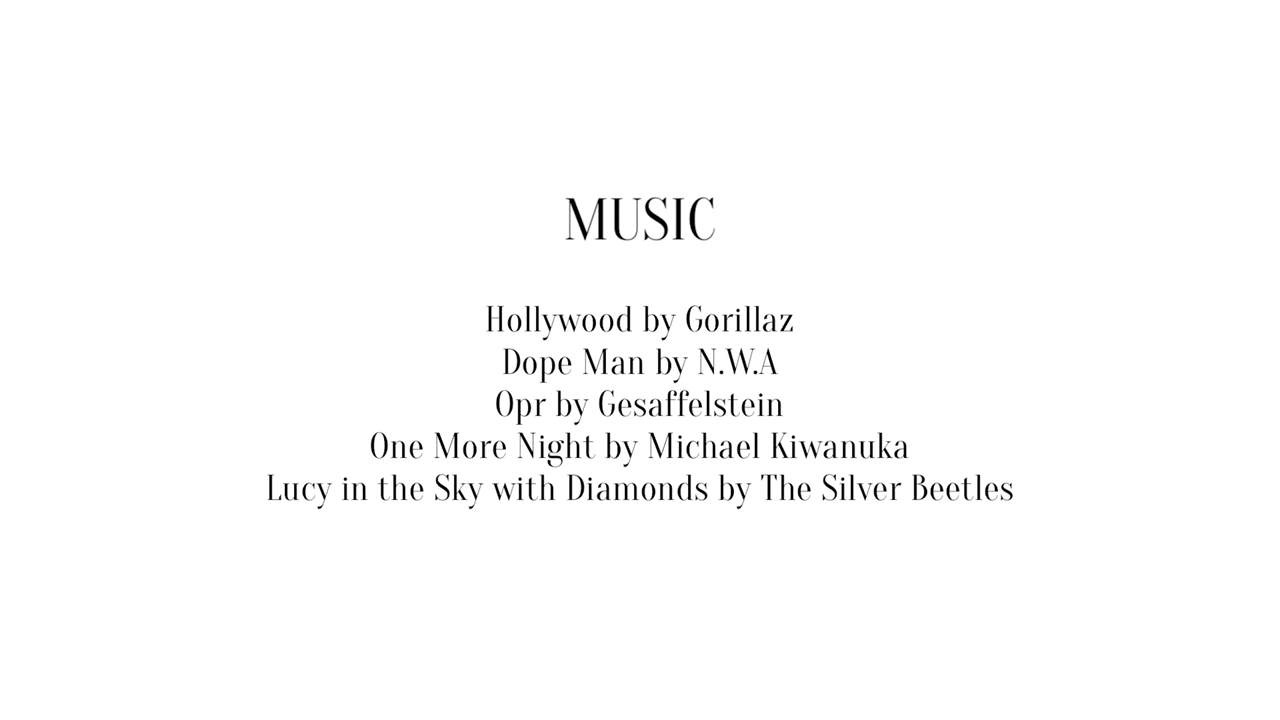 MUSIC
Hollywood by Gorillaz
Dope Man by N.W.A
Opr by Gesaffelstein
One More Night by Michael Kiwanuka
Lucy in the Sky with Diamonds by The Silver Beetles